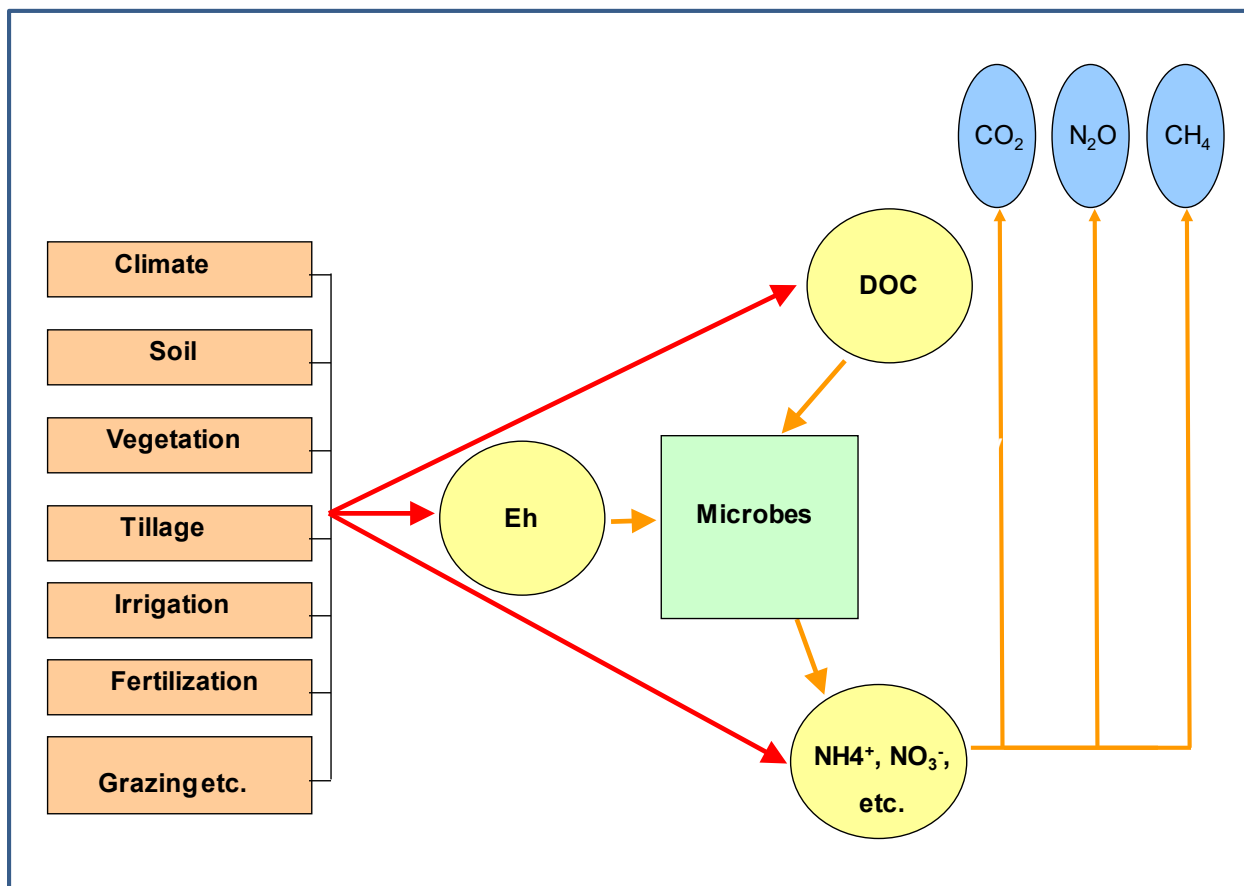 CO₂ N₂O CH₄
Climate
DOC
Soil
Vegetation
Eh
Microbes
Tillage
Irrigation
Fertilization
NH4⁺, NO₃⁻,
etc.
Grazing etc.